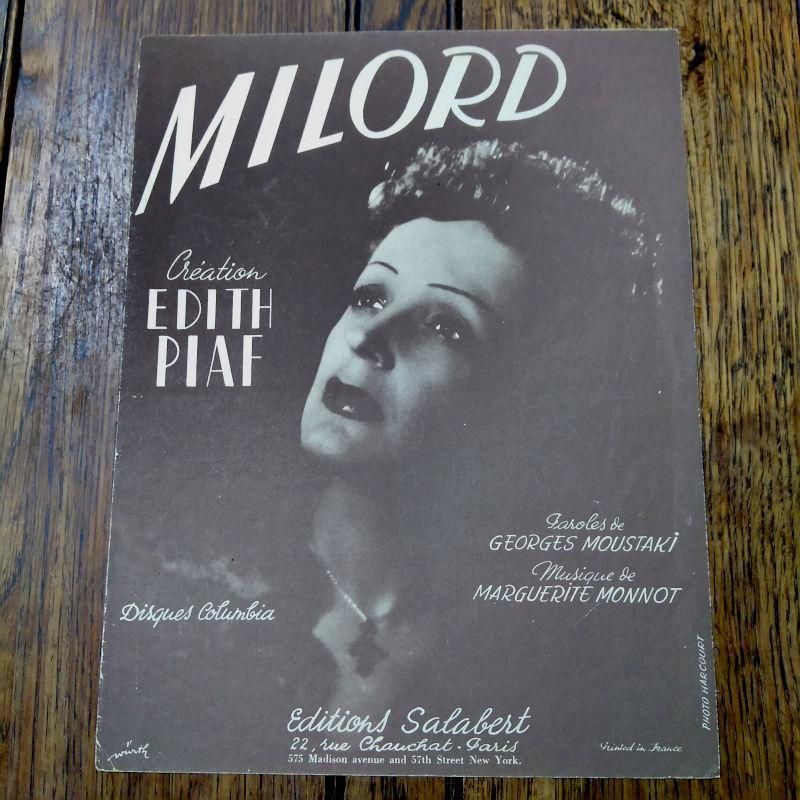 MILORD
Création
EDITH
PIAF
Paroles de
GEORGES MOUSTAKI
Musique de
MARGUERITE MONNOT
Disques Columbia
PHOTO HARCOURT
Editions Salabert
22, rue Chauchat - Paris
575 Madison avenue and 57th Street New York.
Printed in France
würth